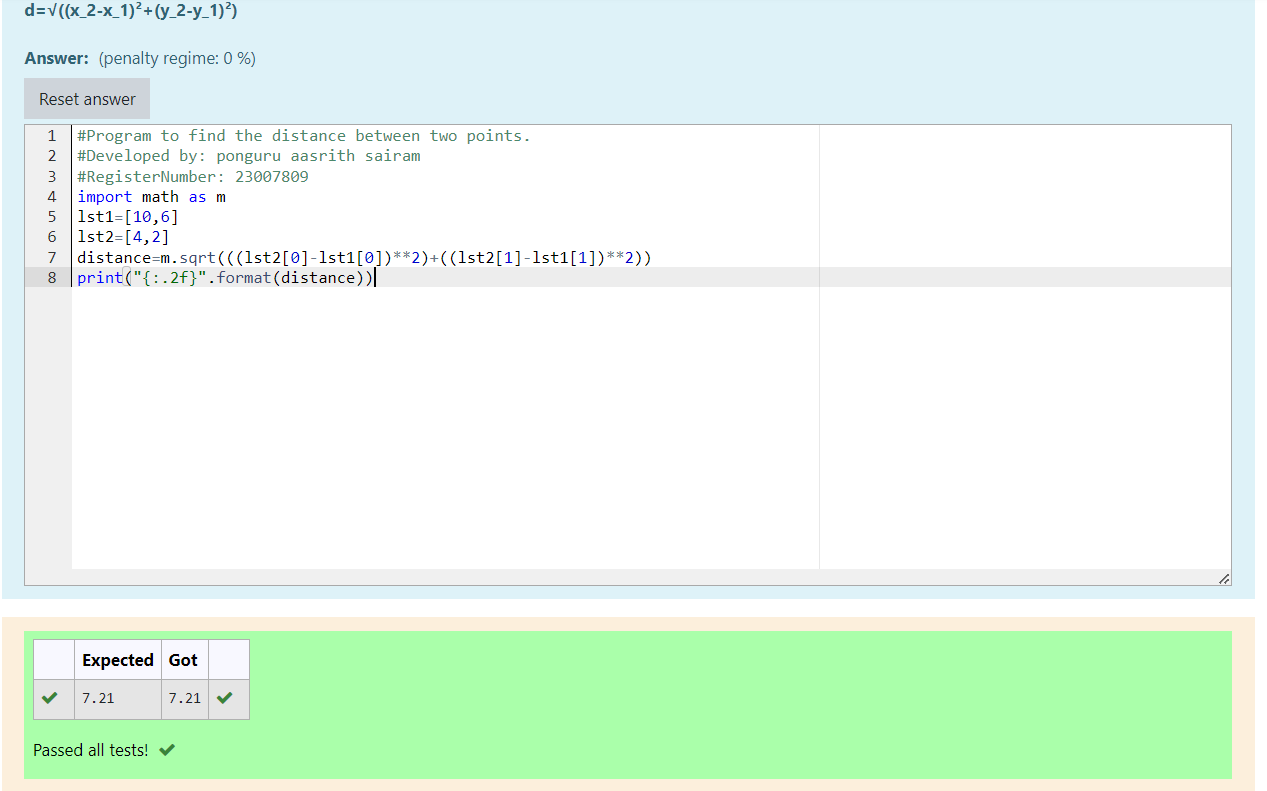 d=√((x_2-x_1)²+(y_2-y_1)²)
Answer: (penalty regime: 0 %)
Reset answer
1 #Program to find the distance between two points.
2 #Developed by: ponguru aasrith sairam
3 #RegisterNumber: 23007809
4 import math as m
5 lst1=[10,6]
6 lst2=[4,2]
7 distance=m.sqrt(((lst2[0]-lst1[0])**2)+((lst2[1]-lst1[1])**2))
8 print("{:.2f}".format(distance))
Expected Got
7.21 7.21
Passed all tests!